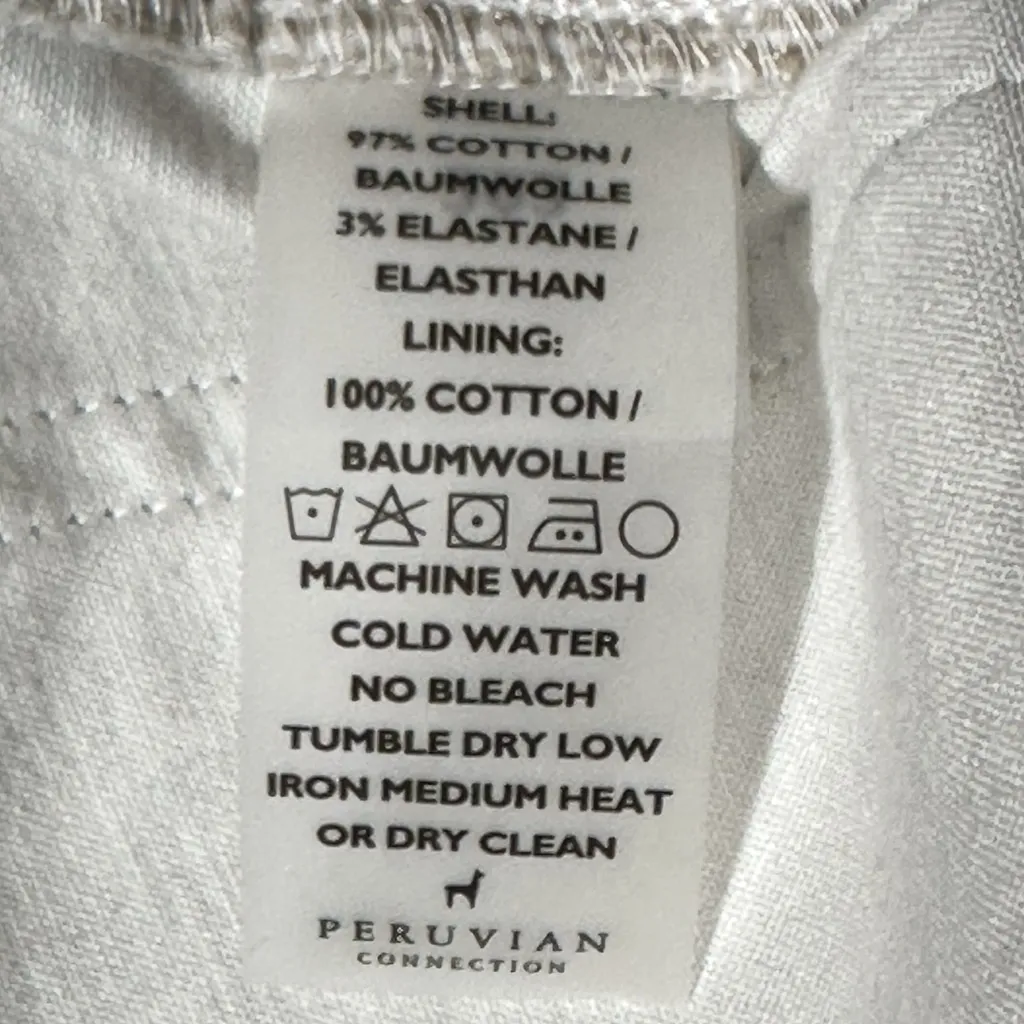 SHELL:
97% COTTON /
BAUMWOLLE
3% ELASTANE /
ELASTHAN
LINING:
100% COTTON /
BAUMWOLLE
MACHINE WASH
COLD WATER
NO BLEACH
TUMBLE DRY LOW
IRON MEDIUM HEAT
OR DRY CLEAN
PERUVIAN
CONNECTION